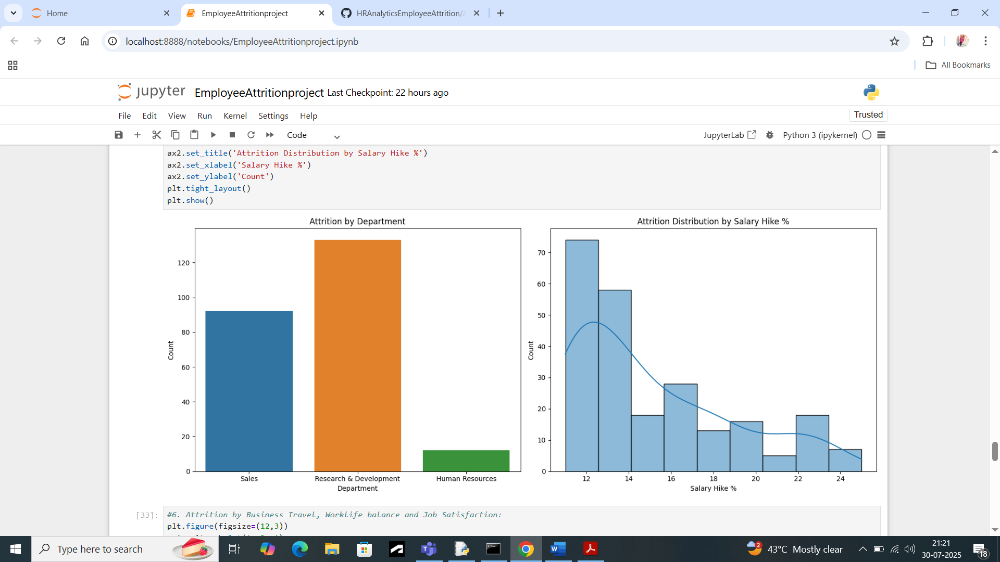 Home
EmployeeAttritionproject
HRAnalyticsEmployeeAttrition/
localhost:8888/notebooks/EmployeeAttritionproject.ipynb
All Bookmarks
jupyter EmployeeAttritionproject Last Checkpoint: 22 hours ago
File Edit View Run Kernel Settings Help
Trusted
Code
JupyterLab
Python 3 (ipykernel)
ax2.set_title('Attrition Distribution by Salary Hike %')
ax2.set_xlabel('Salary Hike %')
ax2.set_ylabel('Count')
plt.tight_layout()
plt.show()
Attrition by Department
120
100
80
60
40
20
0
Count
Sales Research & Development Human Resources
Department
Attrition Distribution by Salary Hike %
70
60
50
40
30
20
10
0
Count
12 14 16 18 20 22 24
Salary Hike %
[33]:
#6. Attrition by Business Travel, Worklife balance and Job Satisfaction:
plt.figure(figsize=(12,3))
Type here to search
2
43°C Mostly clear
21:21
30-07-2025
18